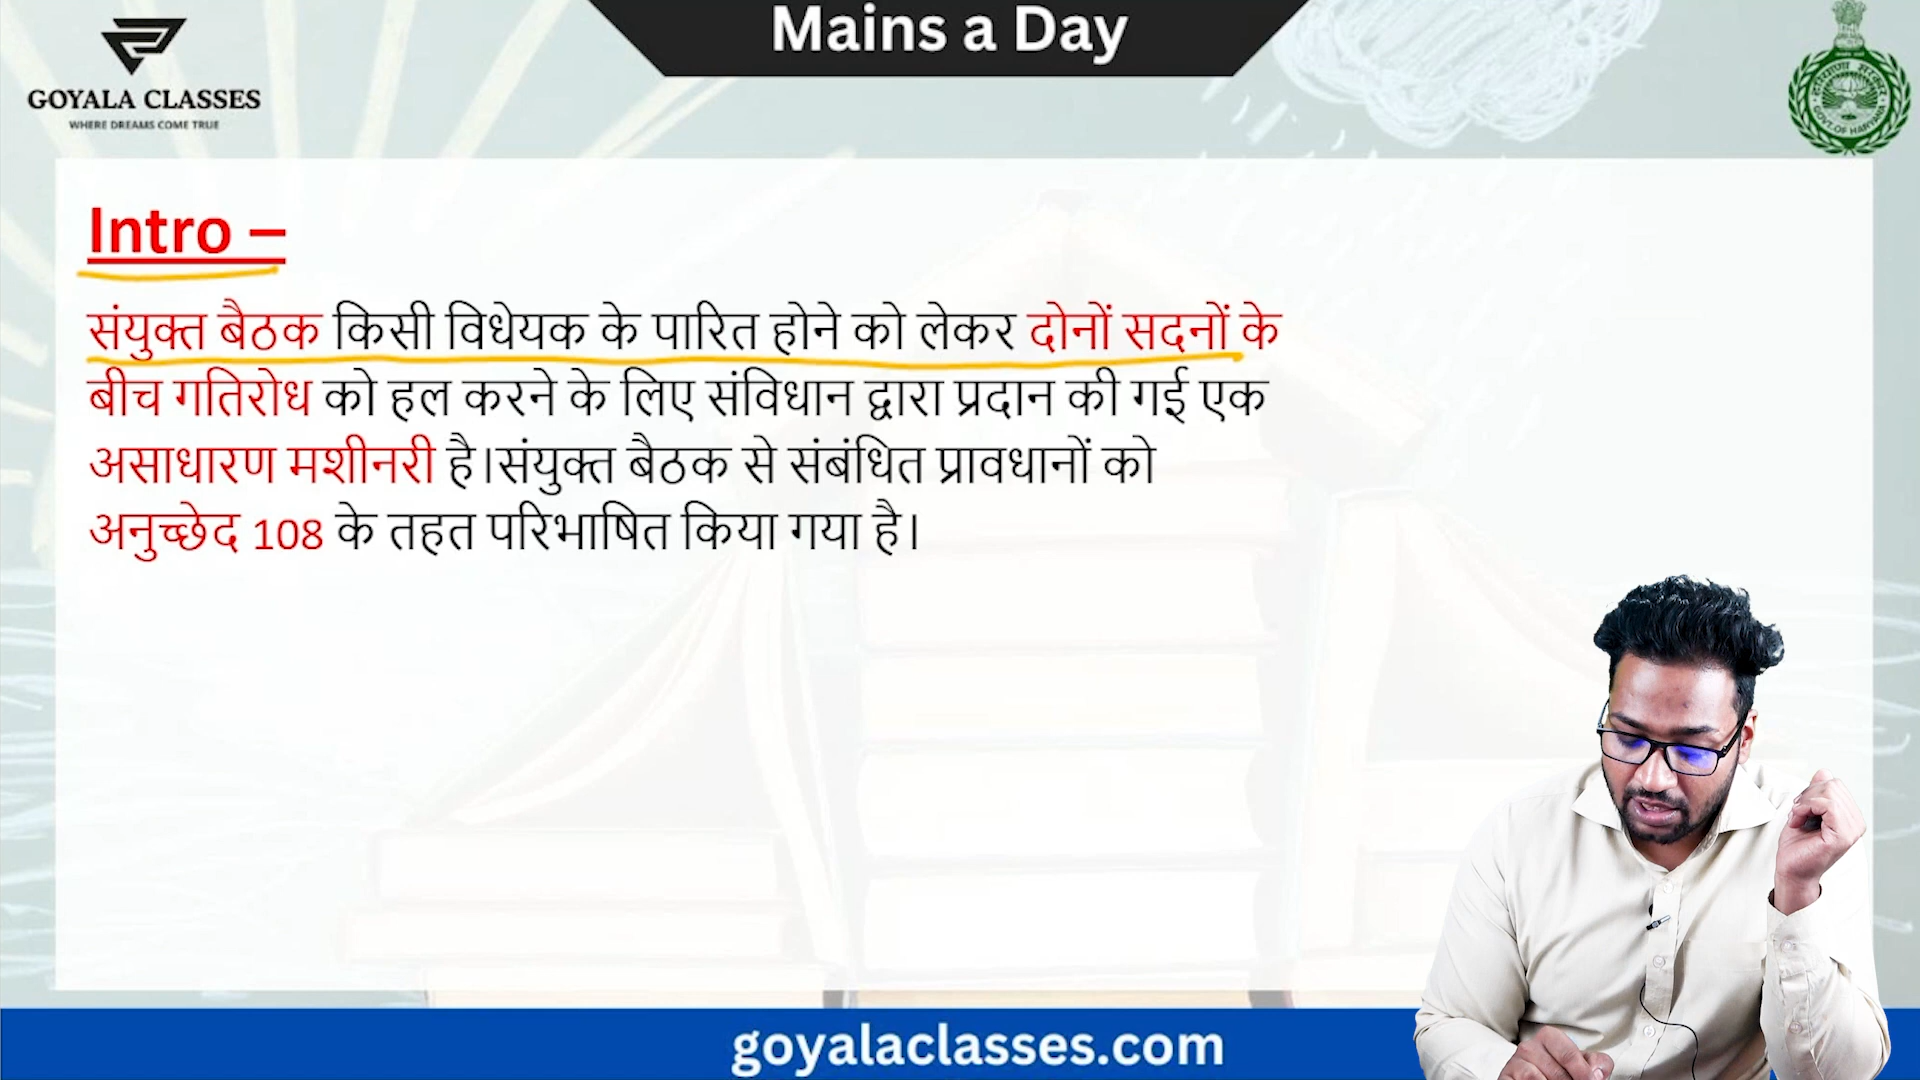 Mains a Day
GOYALA CLASSES
WHERE DREAMS COME TRUE
Intro –
संयुक्त बैठक किसी विधेयक के पारित होने को लेकर दोनों सदनों के
बीच गतिरोध को हल करने के लिए संविधान द्वारा प्रदान की गई एक
असाधारण मशीनरी है।संयुक्त बैठक से संबंधित प्रावधानों को
अनुच्छेद 108 के तहत परिभाषित किया गया है।
goyalaclasses.com